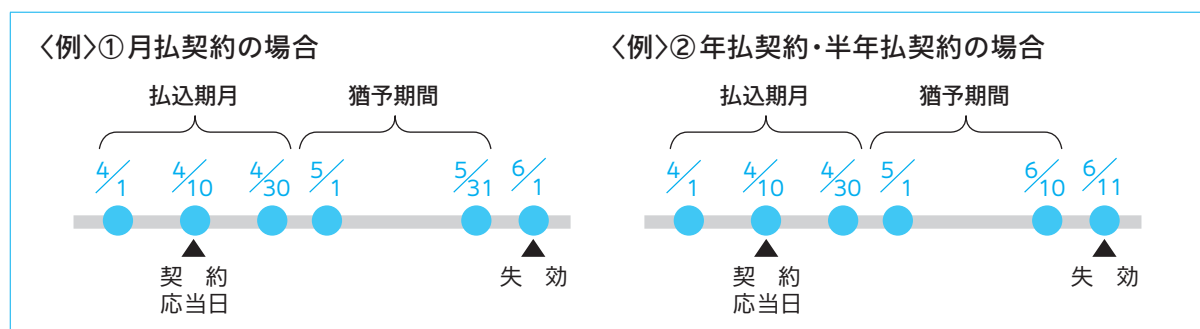 〈例〉①月払契約の場合
払込期月 猶予期間
4/1 4/10 4/30 5/1 5/31 6/1
契約 失効
応当日
〈例〉②年払契約・半年払契約の場合
払込期月 猶予期間
4/1 4/10 4/30 5/1 6/10 6/11
契約 失効
応当日